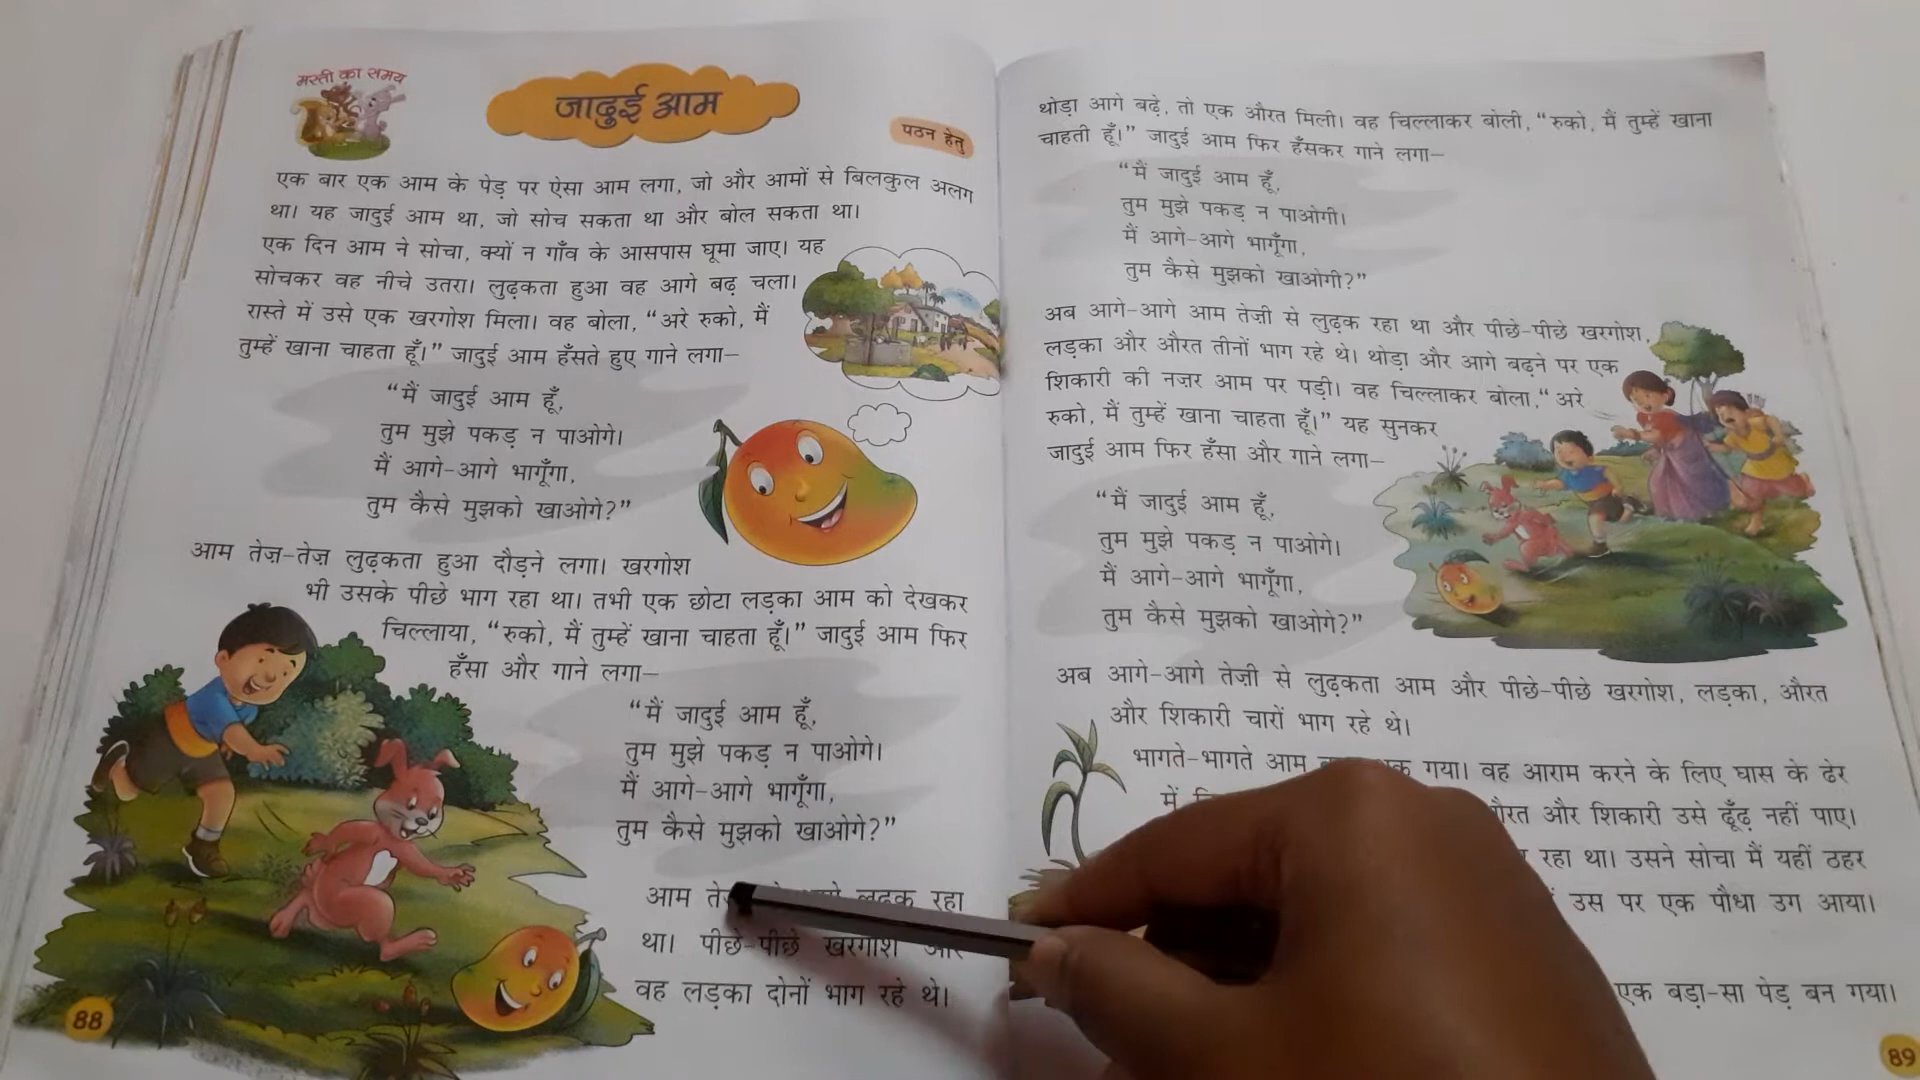 मस्ती का समय
जादुई आम
पठन हेतु
एक बार एक आम के पेड़ पर ऐसा आम लगा, जो और आमों से बिलकुल अलग
था। यह जादुई आम था, जो सोच सकता था और बोल सकता था।
एक दिन आम ने सोचा, क्यों न गाँव के आसपास घूमा जाए। यह
सोचकर वह नीचे उतरा। लुढ़कता हुआ वह आगे बढ़ चला।
रास्ते में उसे एक खरगोश मिला। वह बोला, “अरे रुको, मैं
तुम्हें खाना चाहता हूँ।” जादुई आम हँसते हुए गाने लगा—
“मैं जादुई आम हूँ,
तुम मुझे पकड़ न पाओगे।
मैं आगे-आगे भागूँगा,
तुम कैसे मुझको खाओगे?”
आम तेज़-तेज़ लुढ़कता हुआ दौड़ने लगा। खरगोश
भी उसके पीछे भाग रहा था। तभी एक छोटा लड़का आम को देखकर
चिल्लाया, “रुको, मैं तुम्हें खाना चाहता हूँ।” जादुई आम फिर
हँसा और गाने लगा—
“मैं जादुई आम हूँ,
तुम मुझे पकड़ न पाओगे।
मैं आगे-आगे भागूँगा,
तुम कैसे मुझको खाओगे?”
आम लुढ़क रहा
था। पीछे-पीछे खरगोश और
वह लड़का दोनों भाग रहे थे।
88
थोड़ा आगे बढ़े, तो एक औरत मिली। वह चिल्लाकर बोली, “रुको, मैं तुम्हें खाना
चाहती हूँ।” जादुई आम फिर हँसकर गाने लगा—
“मैं जादुई आम हूँ,
तुम मुझे पकड़ न पाओगी।
मैं आगे-आगे भागूँगा,
तुम कैसे मुझको खाओगी?”
अब आगे-आगे आम तेज़ी से लुढ़क रहा था और पीछे-पीछे खरगोश,
लड़का और औरत तीनों भाग रहे थे। थोड़ा और आगे बढ़ने पर एक
शिकारी की नज़र आम पर पड़ी। वह चिल्लाकर बोला,“अरे
रुको, मैं तुम्हें खाना चाहता हूँ।” यह सुनकर
जादुई आम फिर हँसा और गाने लगा—
“मैं जादुई आम हूँ,
तुम मुझे पकड़ न पाओगे।
मैं आगे-आगे भागूँगा,
तुम कैसे मुझको खाओगे?”
अब आगे-आगे तेज़ी से लुढ़कता आम और पीछे-पीछे खरगोश, लड़का, औरत
और शिकारी चारों भाग रहे थे।
भागते-भागते आम गया। वह आराम करने के लिए घास के ढेर
में और शिकारी उसे ढूँढ़ नहीं पाए।
रहा था। उसने सोचा मैं यहीं ठहर
उस पर एक पौधा उग आया।
एक बड़ा-सा पेड़ बन गया।
89